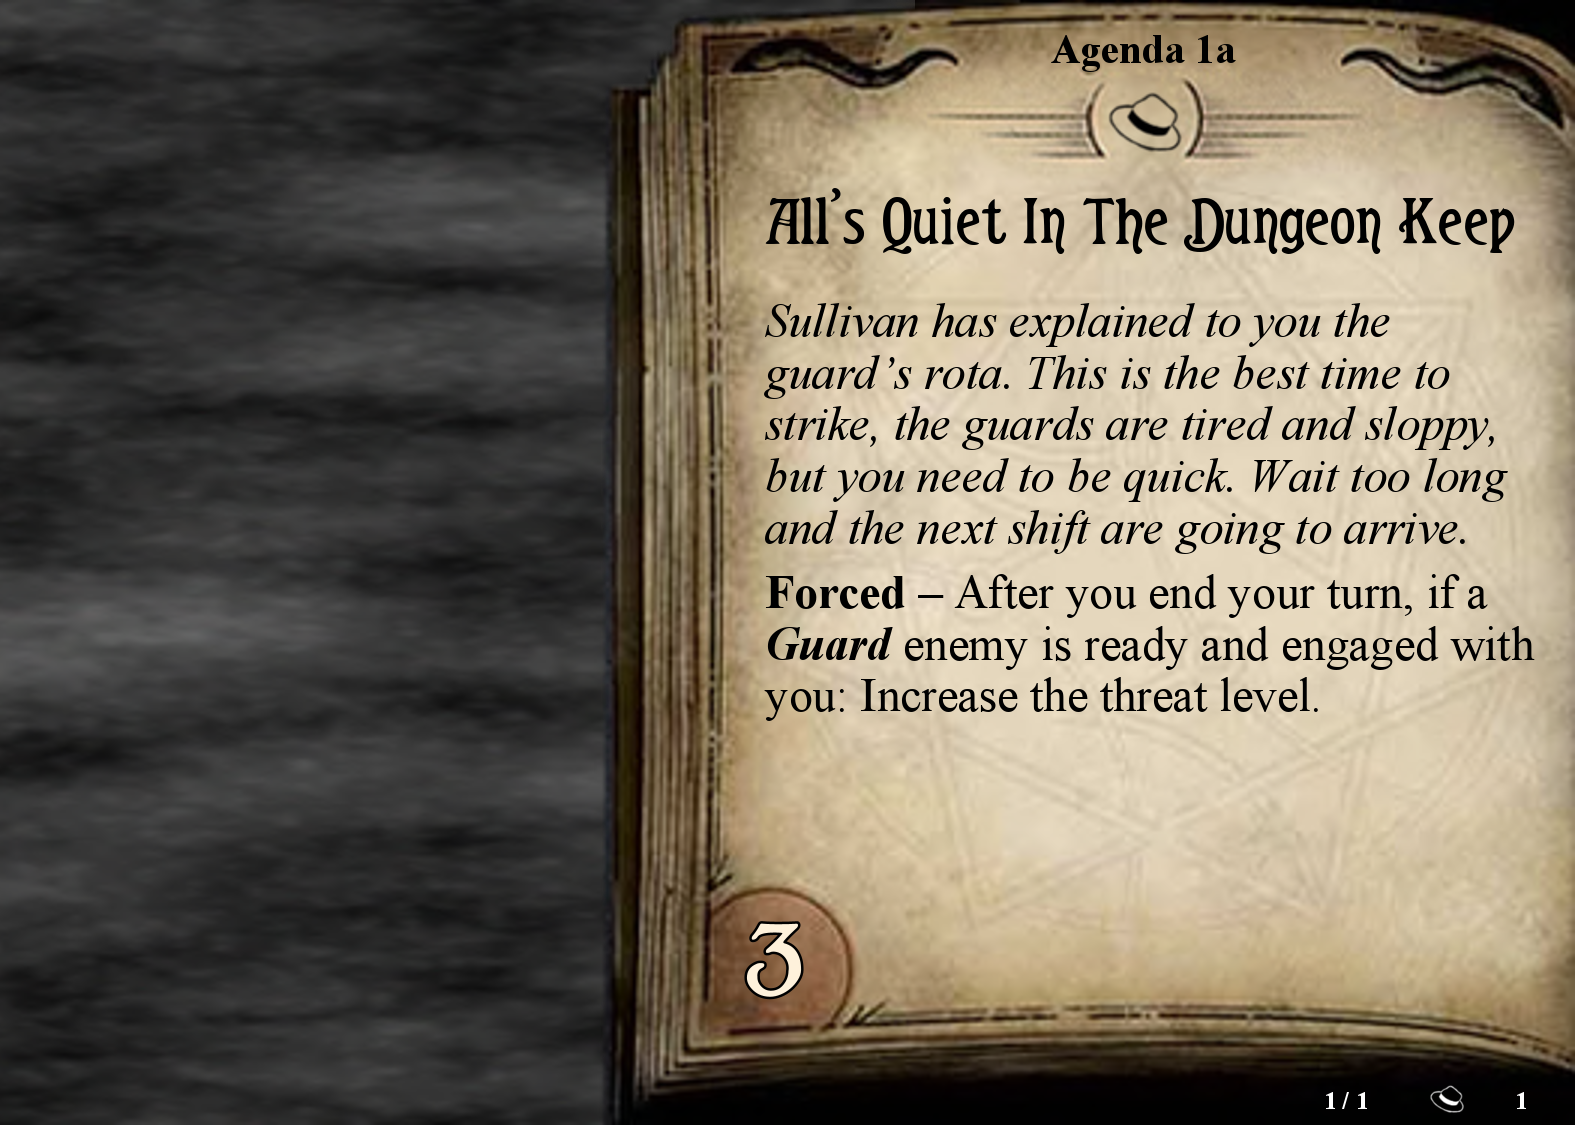 Agenda 1a
All's Quiet In The Dungeon Keep
Sullivan has explained to you the
guard's rota. This is the best time to
strike, the guards are tired and sloppy,
but you need to be quick. Wait too long
and the next shift are going to arrive.
Forced – After you end your turn, if a
Guard enemy is ready and engaged with
you: Increase the threat level.
3
1 / 1 1